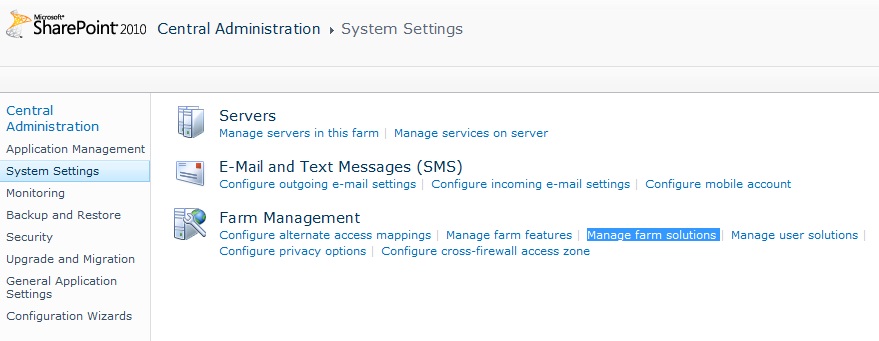 Microsoft®
SharePoint 2010 Central Administration ▸ System Settings
Central
Administration
Application Management
System Settings
Monitoring
Backup and Restore
Security
Upgrade and Migration
General Application
Settings
Configuration Wizards
Servers
Manage servers in this farm | Manage services on server
E-Mail and Text Messages (SMS)
Configure outgoing e-mail settings | Configure incoming e-mail settings | Configure mobile account
Farm Management
Configure alternate access mappings | Manage farm features | Manage farm solutions | Manage user solutions |
Configure privacy options | Configure cross-firewall access zone